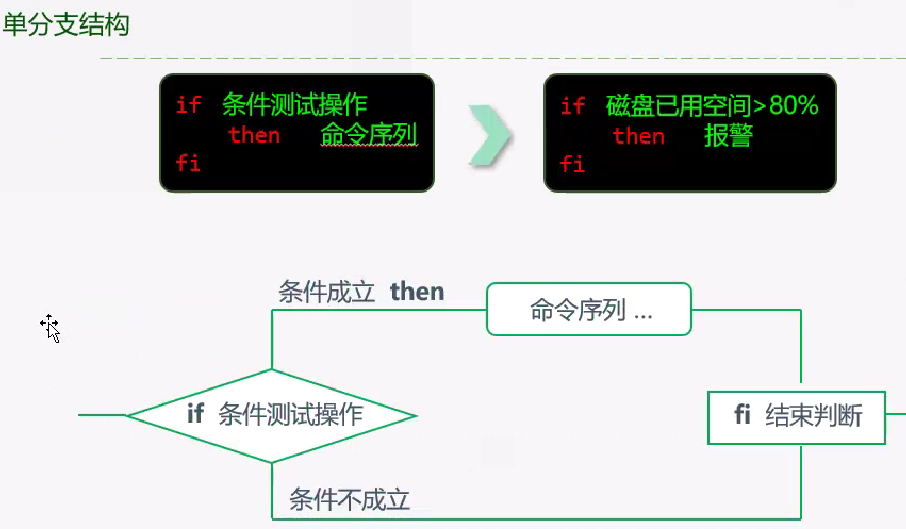 单分支结构
if 条件测试操作
then 命令序列
fi
if 磁盘已用空间>80%
then 报警
fi
条件成立 then
命令序列 ...
if 条件测试操作
fi 结束判断
条件不成立